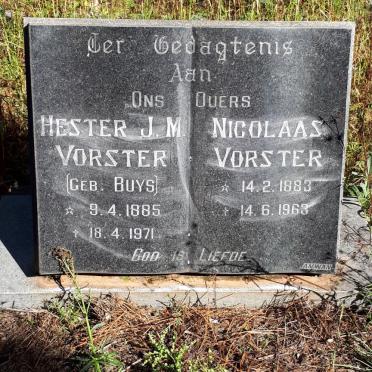 Ter Gedagtenis
Aan
Ons Ouers
HESTER J. M.
VORSTER
(GEB. BUYS)
☆ 9.4.1885
✝ 18.4.1971
NICOLAAS
VORSTER
☆ 14.2.1883
✝ 14.6.1963
GOD IS LIEFDE